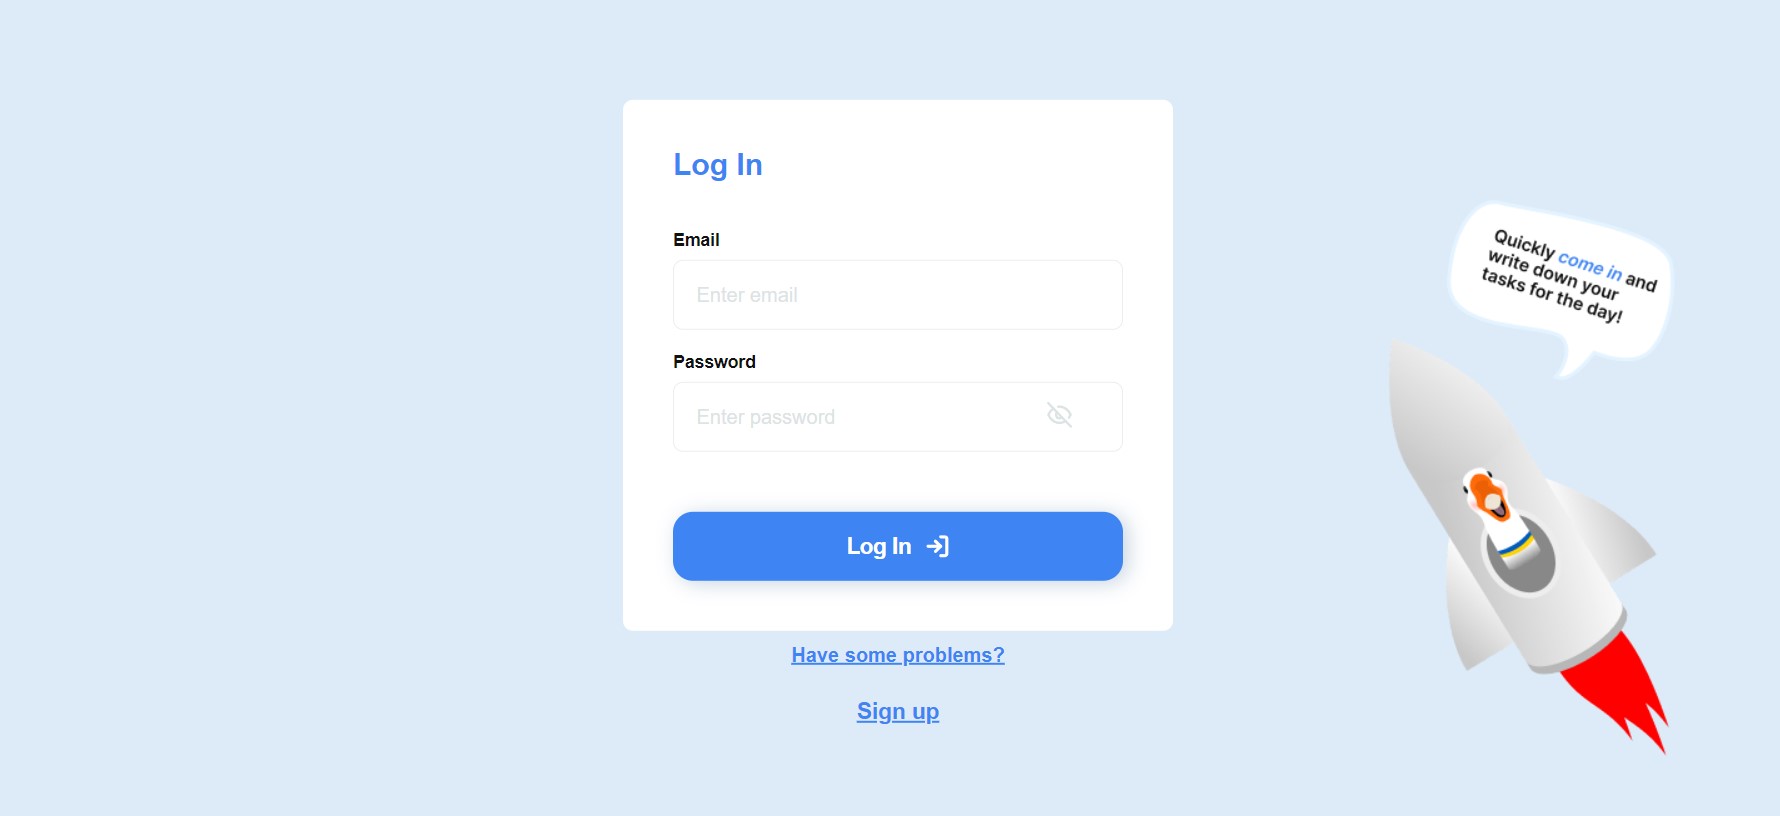 Log In
Email
Enter email
Password
Enter password
Log In
Have some problems?
Sign up
Quickly come in and
write down your
tasks for the day!